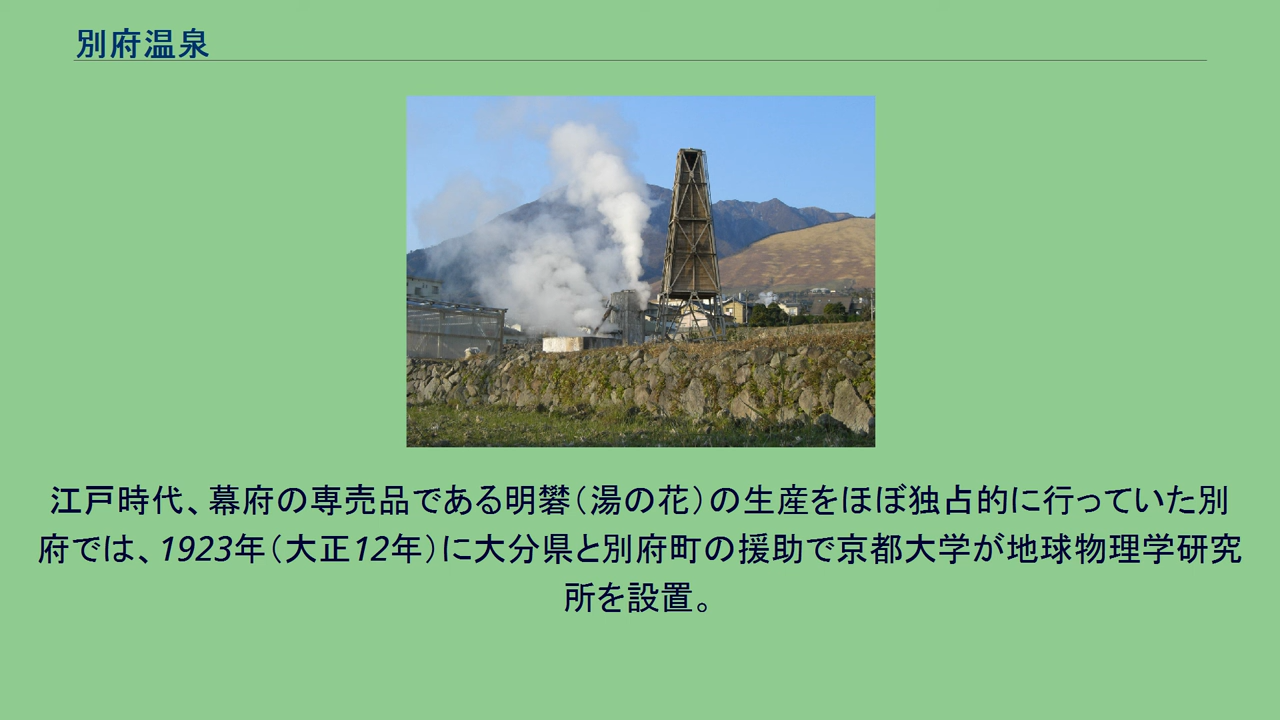 別府温泉
江戸時代、幕府の専売品である明礬（湯の花）の生産をほぼ独占的に行っていた別
府では、1923年（大正12年）に大分県と別府町の援助で京都大学が地球物理学研究
所を設置。